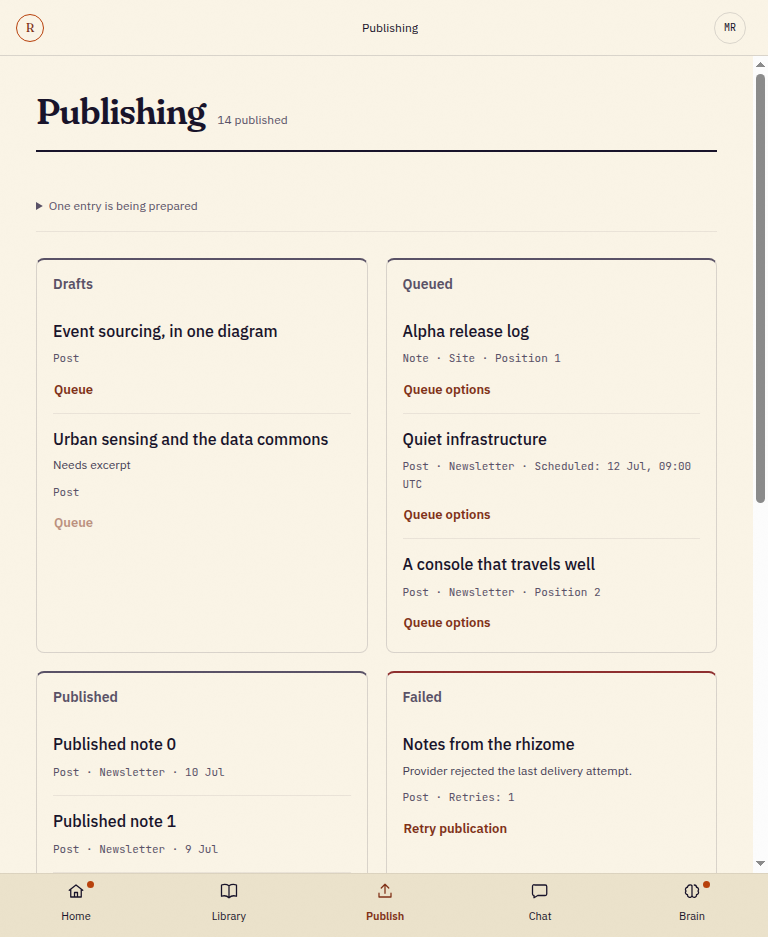 R
Publishing
MR
Publishing 14 published
▶ One entry is being prepared
Drafts
Event sourcing, in one diagram
Post
Queue
Urban sensing and the data commons
Needs excerpt
Post
Queue
Queued
Alpha release log
Note · Site · Position 1
Queue options
Quiet infrastructure
Post · Newsletter · Scheduled: 12 Jul, 09:00
UTC
Queue options
A console that travels well
Post · Newsletter · Position 2
Queue options
Published
Published note 0
Post · Newsletter · 10 Jul
Published note 1
Post · Newsletter · 9 Jul
Failed
Notes from the rhizome
Provider rejected the last delivery attempt.
Post · Retries: 1
Retry publication
Home
Library
Publish
Chat
Brain